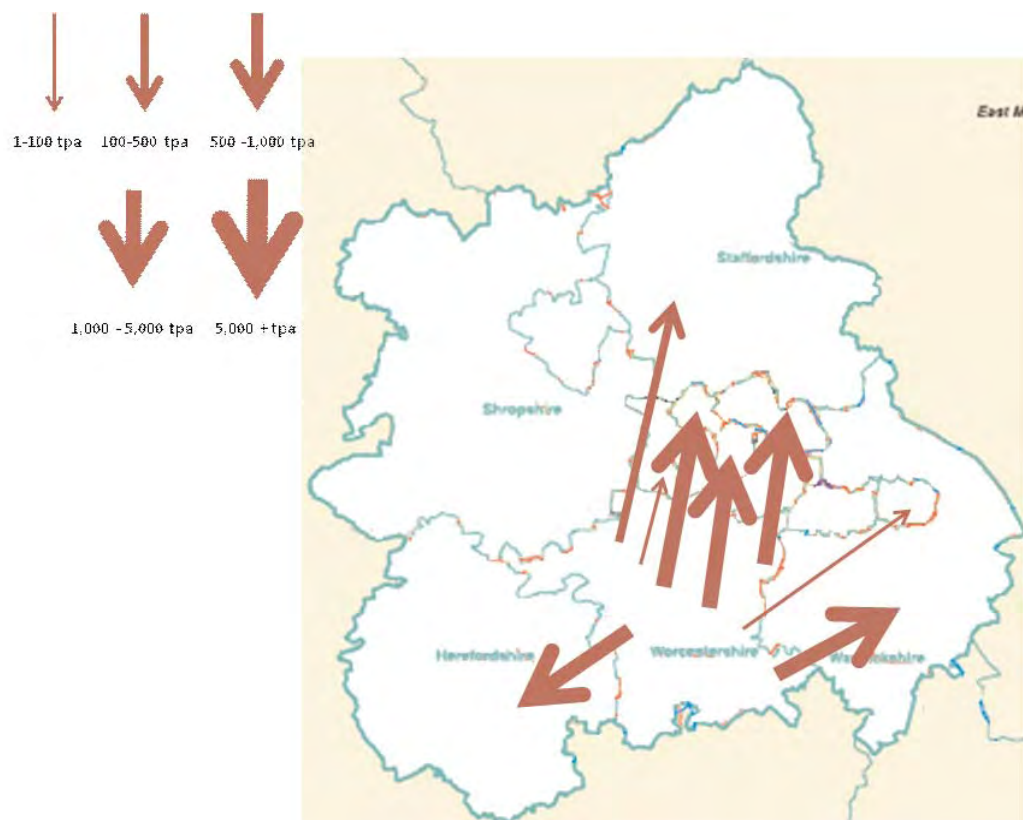 1-100 tpa 100-500 tpa 500 -1,000 tpa
1,000 - 5,000 tpa 5,000 + tpa
East M
Staffordshire
Shropshire
Herefordshire Worcestershire